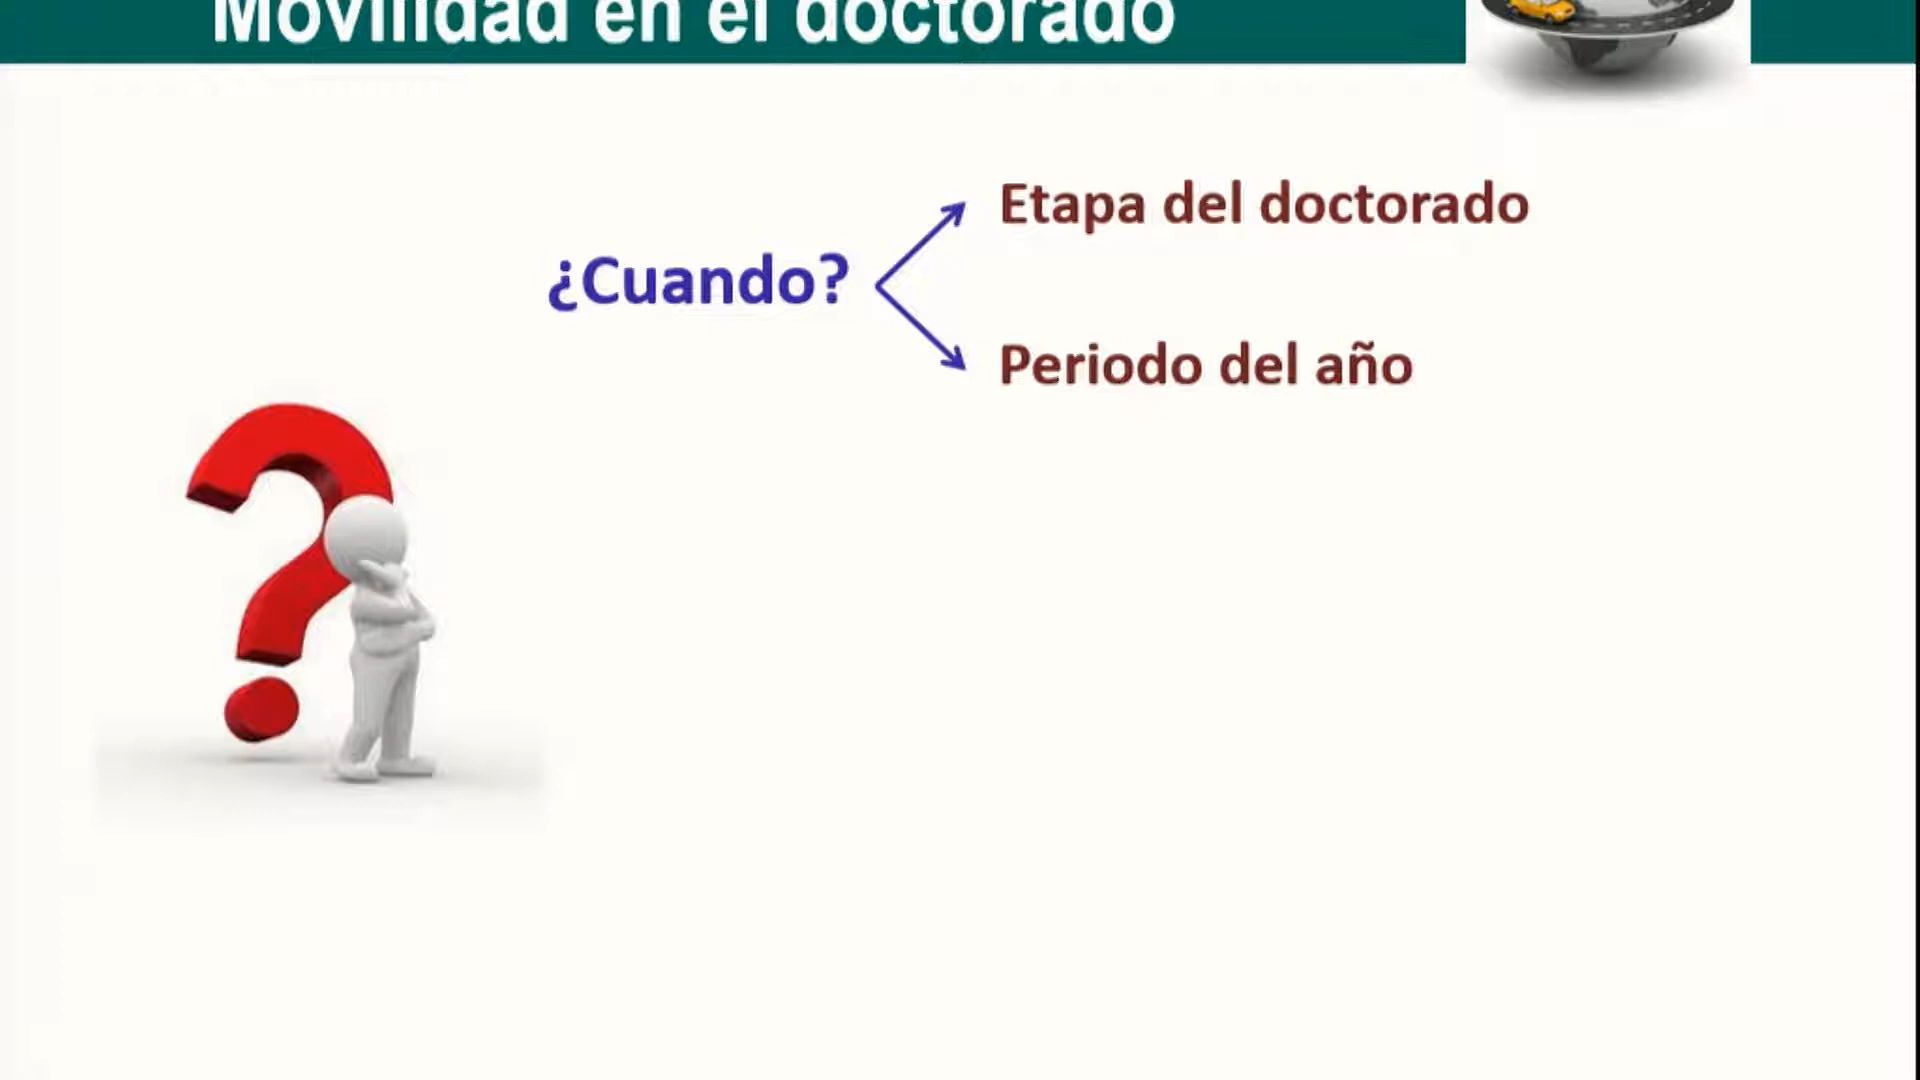 Movilidad en el doctorado
Etapa del doctorado
¿Cuando?
Periodo del año